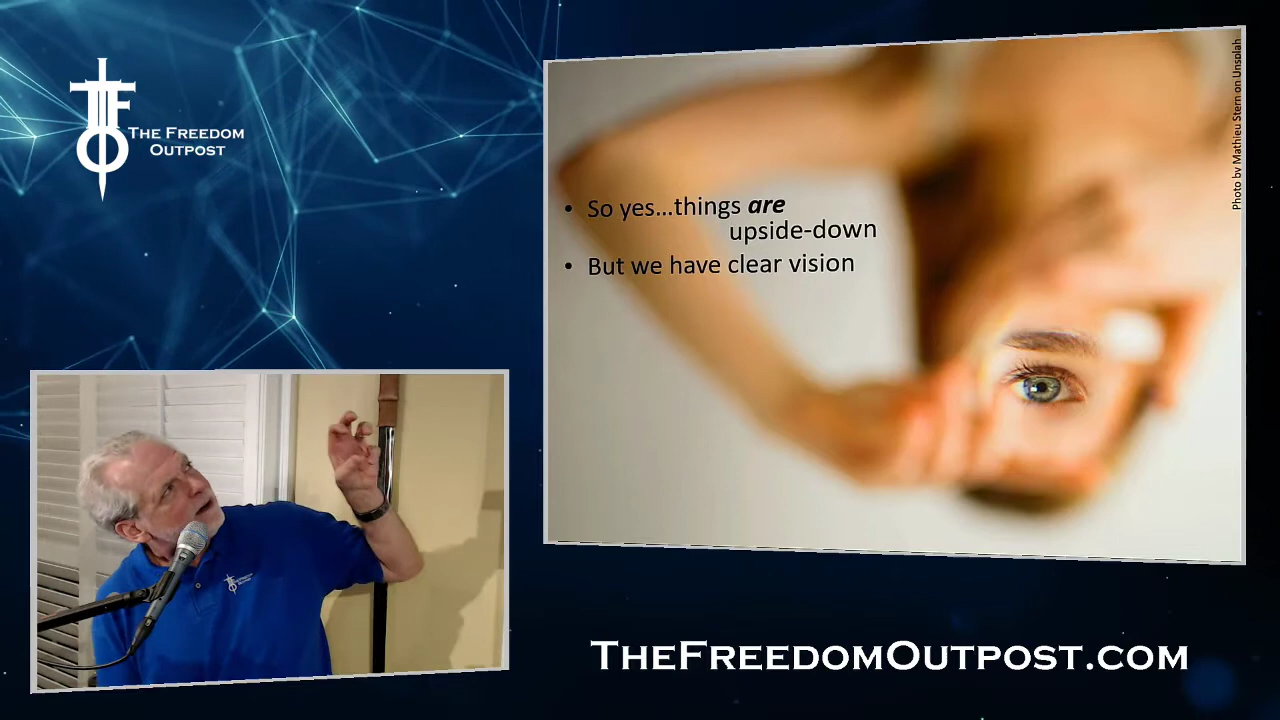 THE FREEDOM
OUTPOST
• So yes...things are
upside-down
• But we have clear vision
Photo by Mathieu Stern on Unsplah
THEFREEDOMOUTPOST.COM